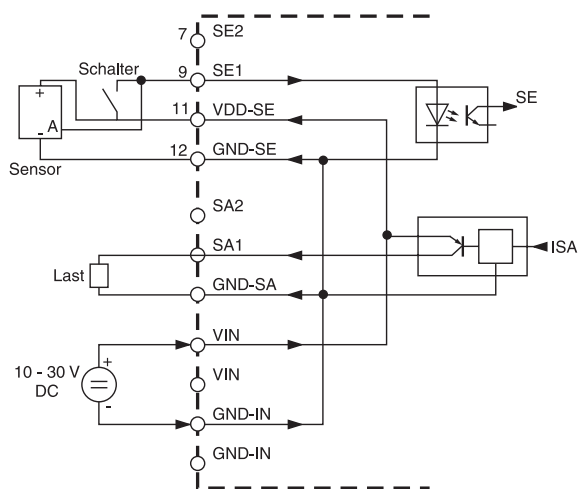 7 SE2
Schalter
9 SE1
SE
+
A
-
11 VDD-SE
12 GND-SE
Sensor
SA2
SA1
ISA
Last
GND-SA
VIN
10 - 30 V
DC
+
-
VIN
GND-IN
GND-IN